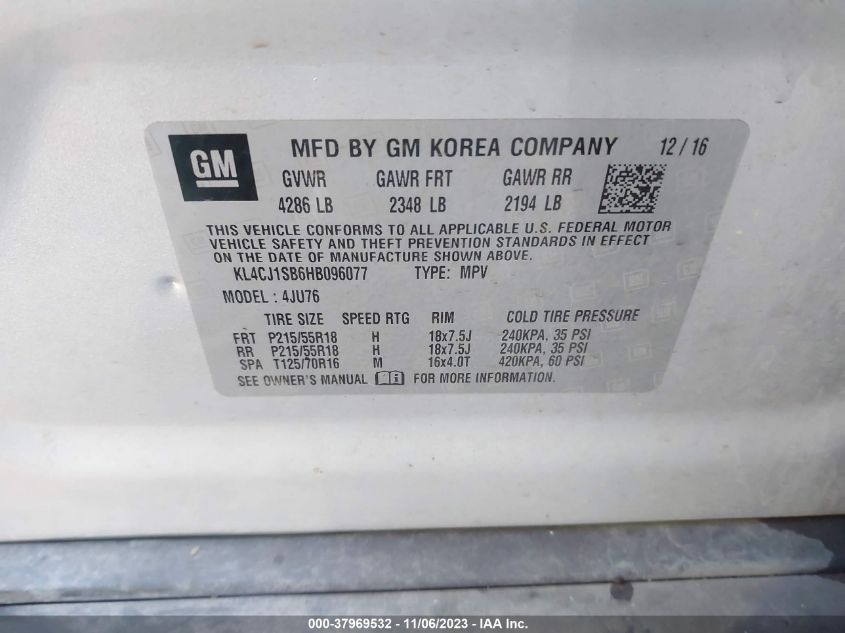 GM
MFD BY GM KOREA COMPANY 12 / 16
GVWR GAWR FRT GAWR RR
4286 LB 2348 LB 2194 LB
THIS VEHICLE CONFORMS TO ALL APPLICABLE U.S. FEDERAL MOTOR
VEHICLE SAFETY AND THEFT PREVENTION STANDARDS IN EFFECT
ON THE DATE OF MANUFACTURE SHOWN ABOVE.
KL4CJ1SB6HB096077 TYPE: MPV
MODEL : 4JU76
TIRE SIZE SPEED RTG RIM COLD TIRE PRESSURE
FRT P215/55R18 H 18x7.5J 240KPA, 35 PSI
RR P215/55R18 H 18x7.5J 240KPA, 35 PSI
SPA T125/70R16 M 16x4.0T 420KPA, 60 PSI
SEE OWNER'S MANUAL FOR MORE INFORMATION.
000-37969532 - 11/06/2023 - IAA Inc.